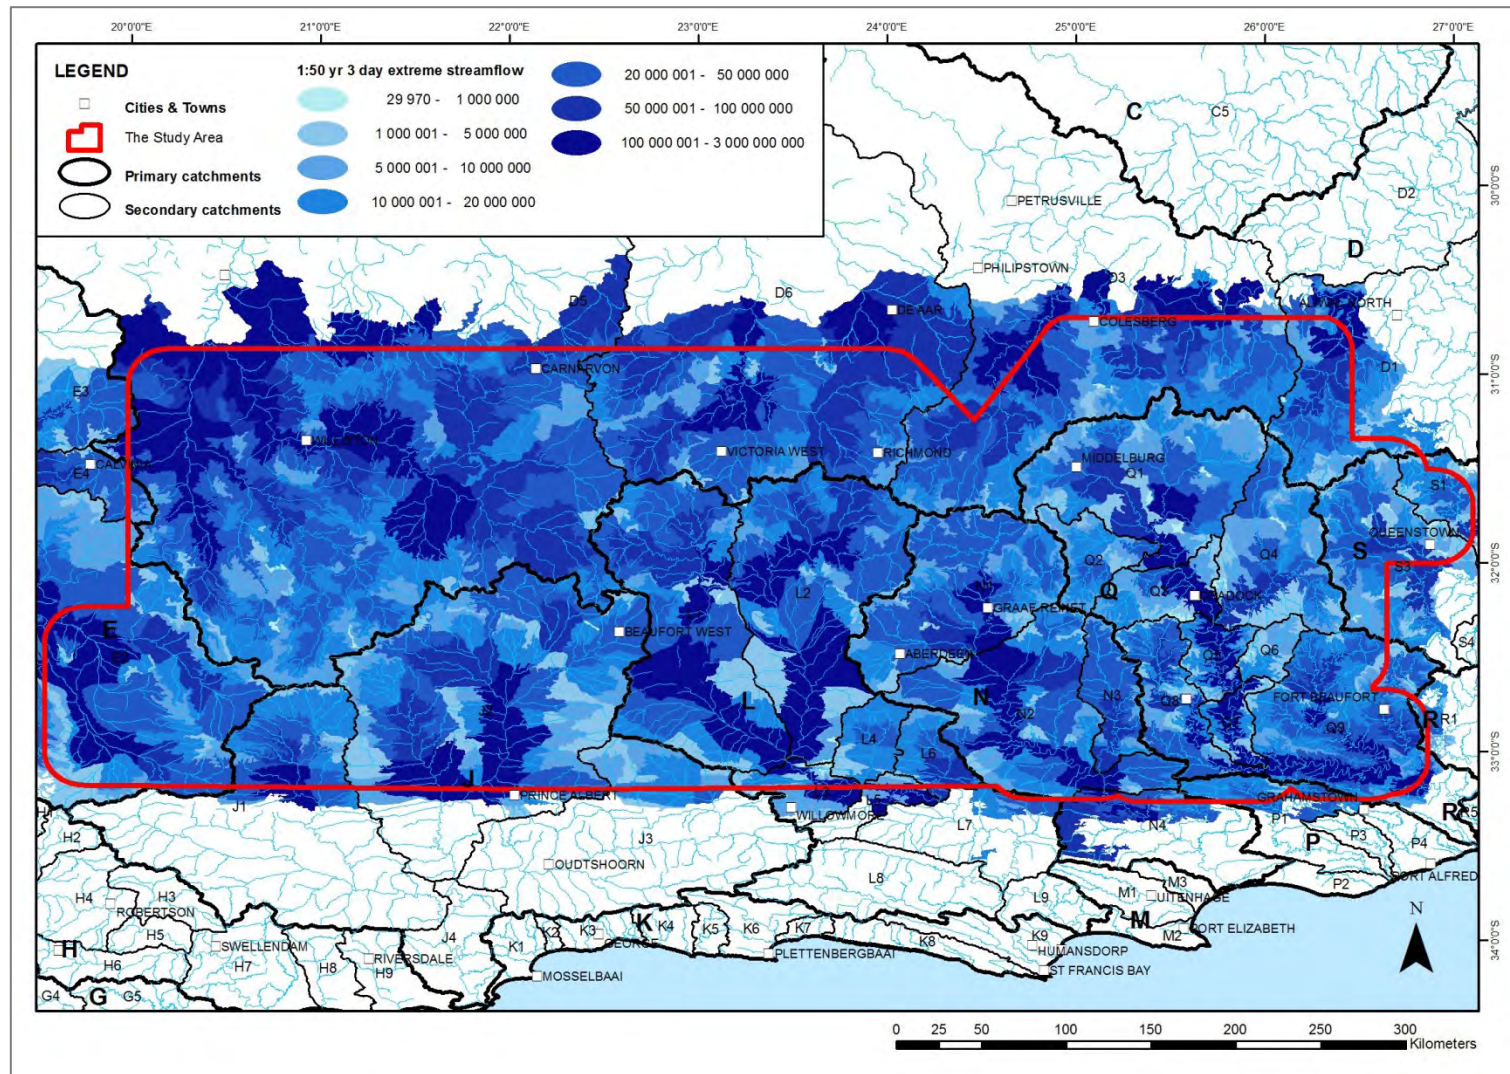 20°0'0"E 21°0'0"E 22°0'0"E 23°0'0"E 24°0'0"E 25°0'0"E 26°0'0"E 27°0'0"E
LEGEND
Cities & Towns
The Study Area
Primary catchments
Secondary catchments
1:50 yr 3 day extreme streamflow
29 970 - 1 000 000
1 000 001 - 5 000 000
5 000 001 - 10 000 000
10 000 001 - 20 000 000
20 000 001 - 50 000 000
50 000 001 - 100 000 000
100 000 001 - 3 000 000 000
C
C5
D2
30°0'0"S
PETRUSVILLE
D
PHILIPSTOWN
D3
D5
D6
DE AAR
COLESBERG
NORTH
CARNARVON
D1
31°0'0"S
E3
WILLISTON
VICTORIA WEST
RICHMOND
MIDDELBURG
Q1
CALVINIA
E4
S1
QUEENSTOWN
S
S3
Q2
Q4
32°0'0"S
L2
Q
CRADOCK
GRAAF REINET
E
BEAUFORT WEST
ABERDEEN
Q6
S4
L
N
N3
N2
Q8
FORT BEAUFORT
Q9
R
R1
L4
L6
33°0'0"S
J
PRINCE ALBERT
J1
WILLOWMORE
GRAHAMSTOWN
P1
R
R5
H2
J3
L7
N4
P3
P
P4
OUDTSHOORN
PORT ALFRED
H4
H3
ROBERTSON
L8
L9
M1
M3
UITENHAGE
P2
H5
H
H6
SWELLENDAM
H7
H8
RIVERSDALE
H9
J4
K1
K2
K3
GEORGE
K
K4
K5
K6
K7
K8
K9
PLETTENBERGBAAI
HUMANSDORP
M
M2
PORT ELIZABETH
N
34°0'0"S
G4
G
G5
MOSSELBAAI
ST FRANCIS BAY
0 25 50 100 150 200 250 300
Kilometers